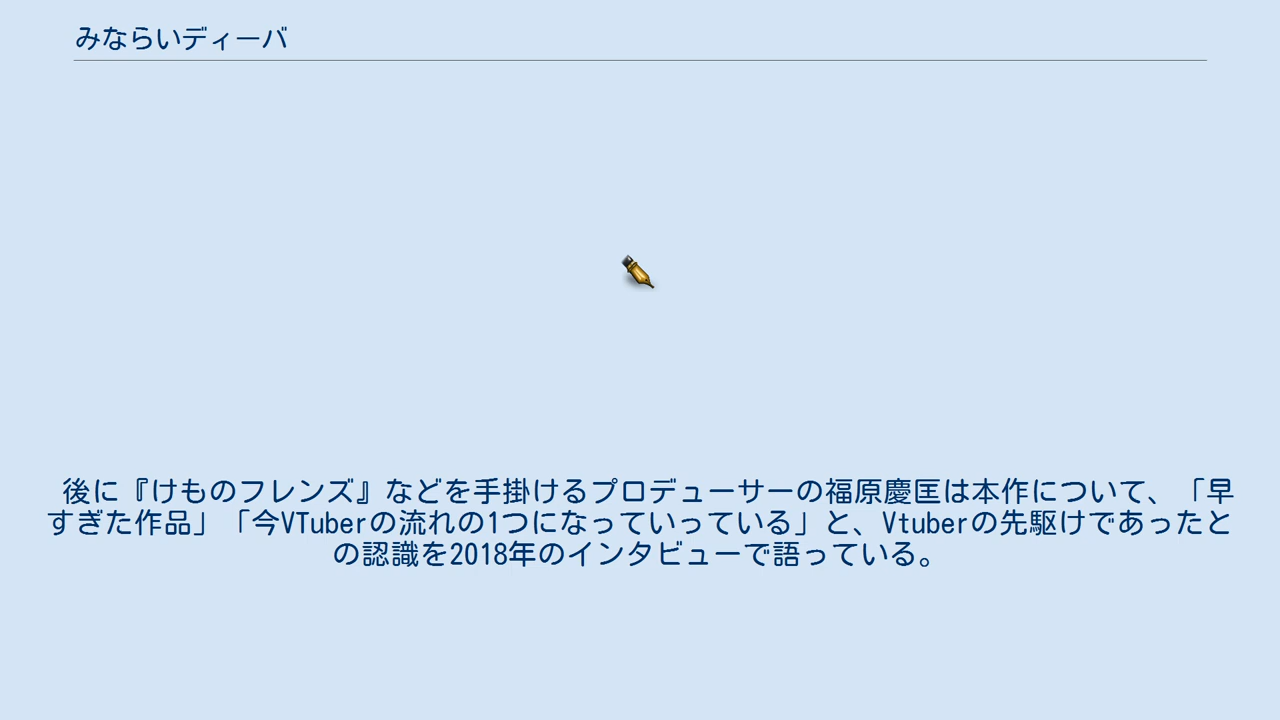 みならいディーバ
後に『けものフレンズ』などを手掛けるプロデューサーの福原慶匡は本作について、「早
すぎた作品」「今VTuberの流れの1つになっていっている」と、Vtuberの先駆けであったと
の認識を2018年のインタビューで語っている。